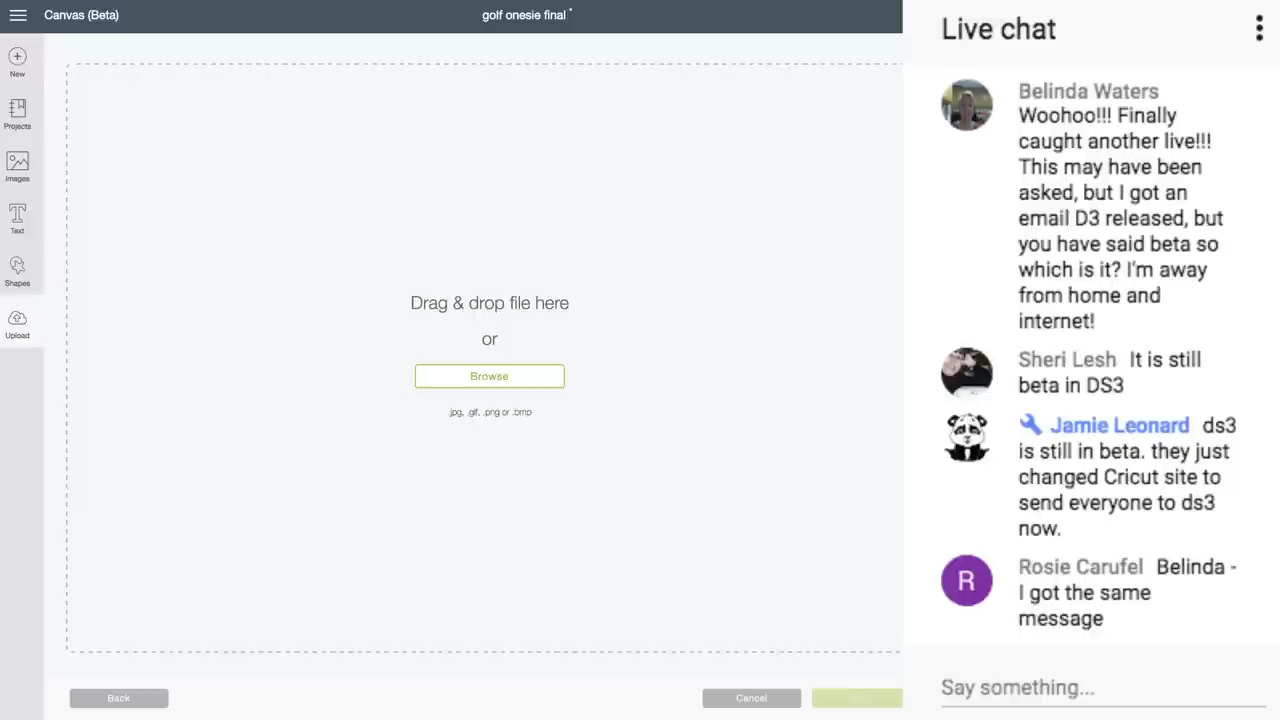 Canvas (Beta)
golf onesie final *
New
Projects
Images
Text
Shapes
Upload
Drag & drop file here
or
Browse
.jpg, .gif, .png or .bmp
Back
Cancel
Live chat
Belinda Waters
Woohoo!!! Finally
caught another live!!!
This may have been
asked, but I got an
email D3 released, but
you have said beta so
which is it? I'm away
from home and
internet!
Sheri Lesh It is still
beta in DS3
Jamie Leonard ds3
is still in beta. they just
changed Cricut site to
send everyone to ds3
now.
R
Rosie Carufel Belinda -
I got the same
message
Say something...